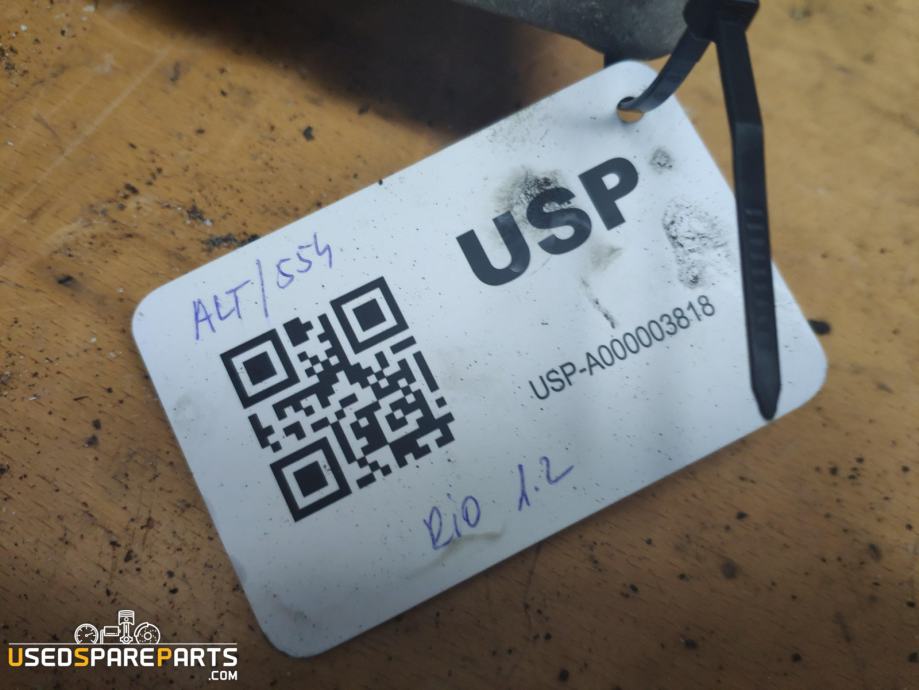 USP
ALT/554
USP-A000003818
RiO 1.2
USEDSPAREPARTS
.COM